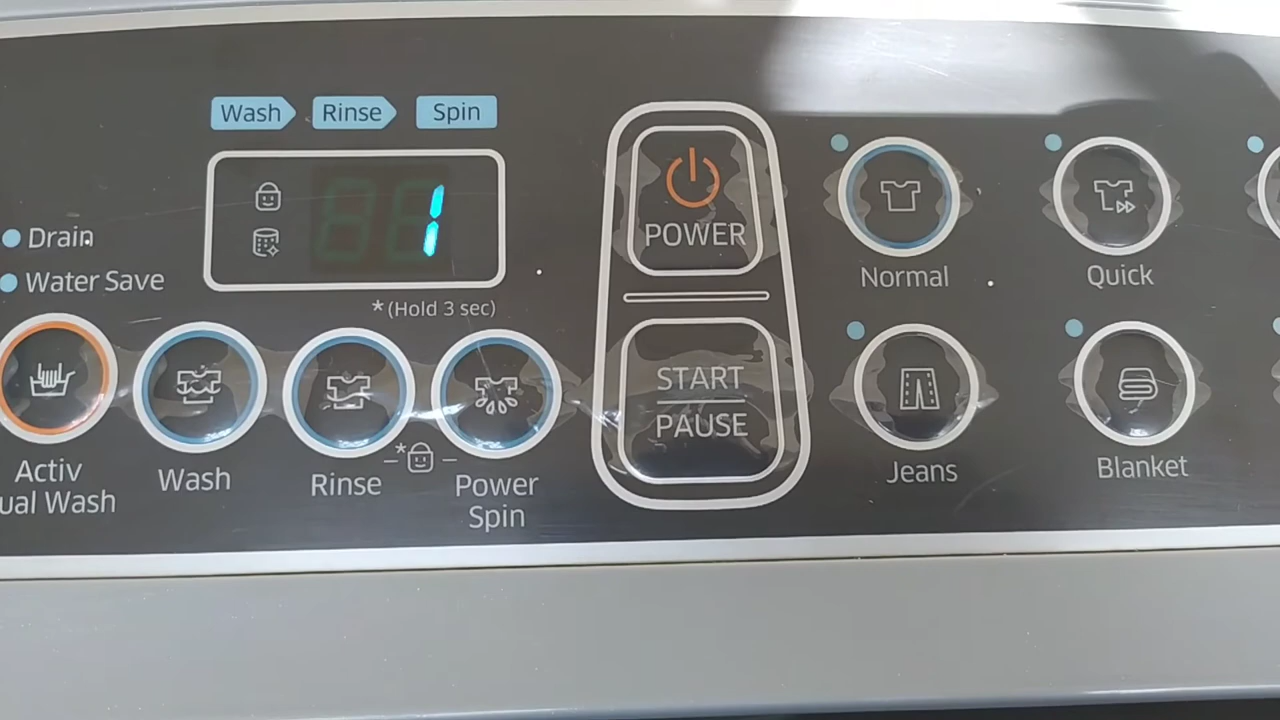 Wash Rinse Spin
1
Drain
Water Save
*(Hold 3 sec)
POWER
START
PAUSE
Normal
Quick
Jeans
Blanket
Activ
ual Wash
Wash
Rinse
*
Power
Spin